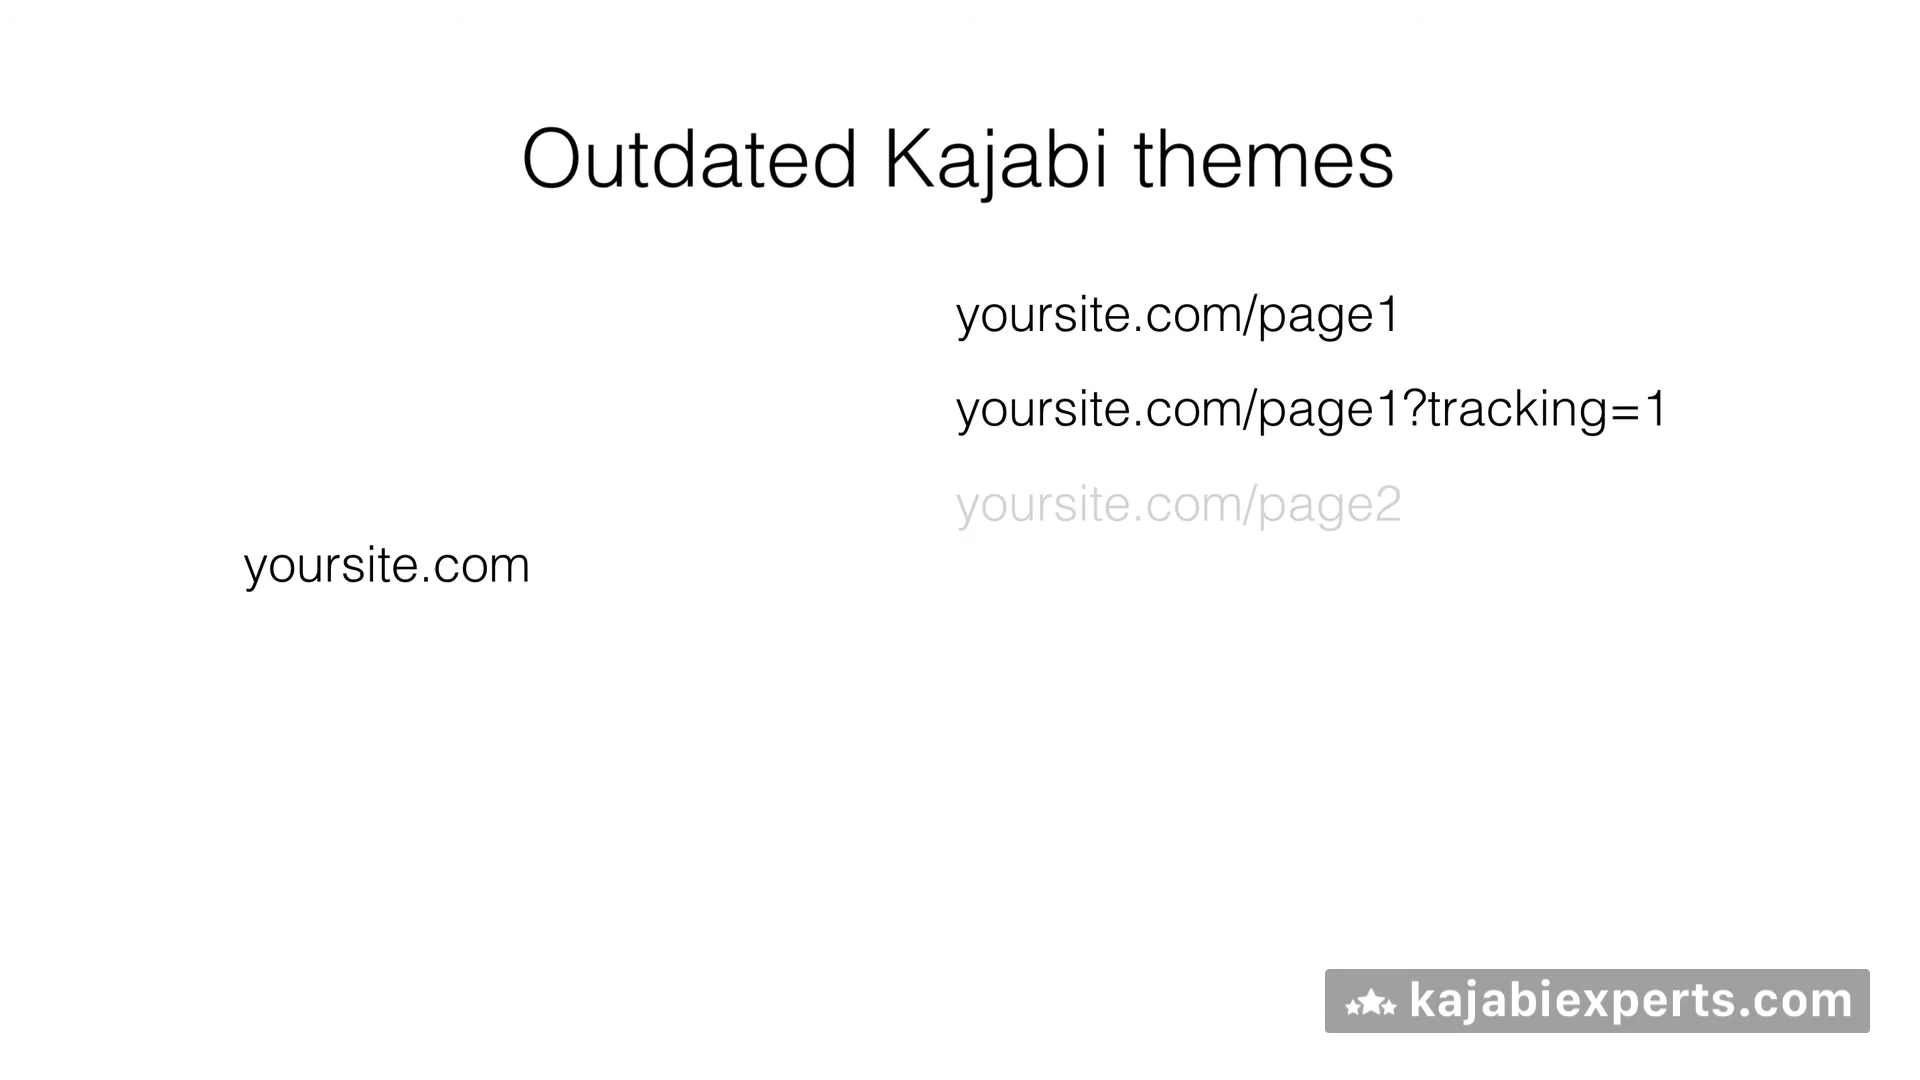 Outdated Kajabi themes
yoursite.com/page1
yoursite.com/page1?tracking=1
yoursite.com/page2
yoursite.com
kajabiexperts.com